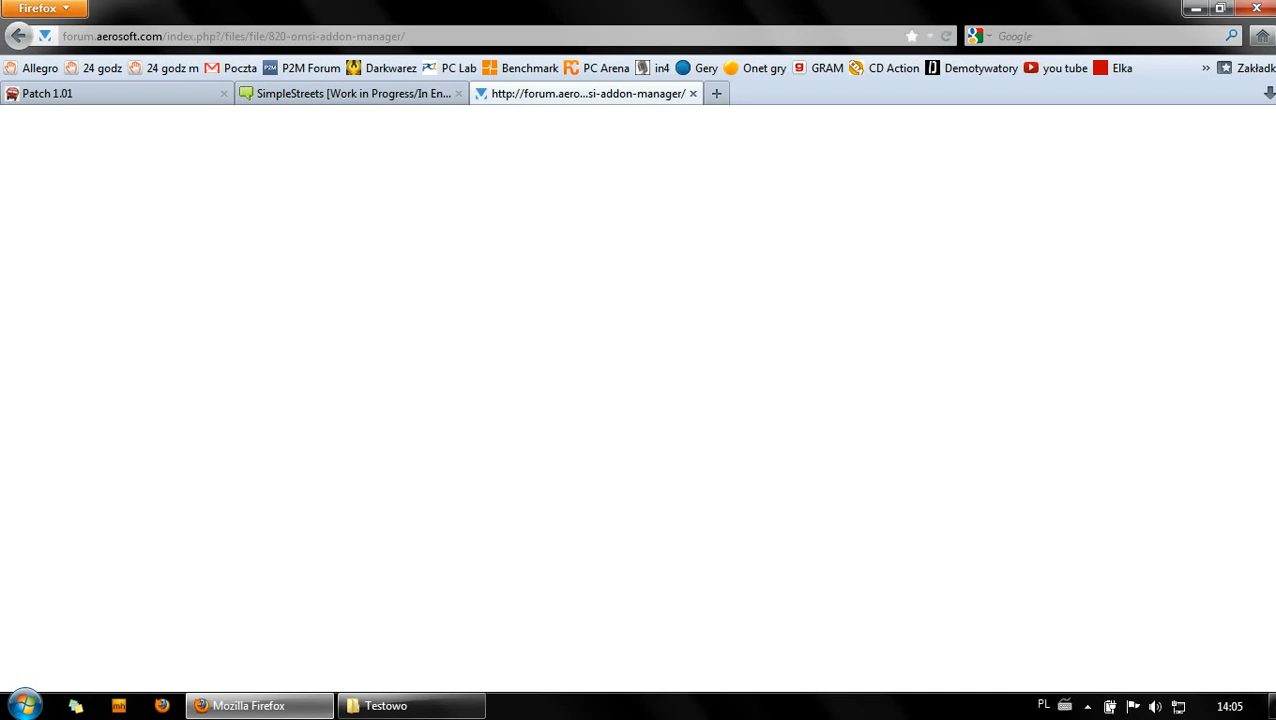 Firefox
forum.aerosoft.com/index.php?/files/file/820-omsi-addon-manager/
Google
Allegro 24 godz 24 godz m Poczta P2M P2M Forum Darkwarez PC Lab Benchmark PC Arena in4 Gery Onet gry g GRAM CD Action D Demotywatory you tube Elka » Zakładk
Patch 1.01 SimpleStreets [Work in Progress/In En... http://forum.aero...si-addon-manager/
mh Mozilla Firefox Testowo PL 14:05